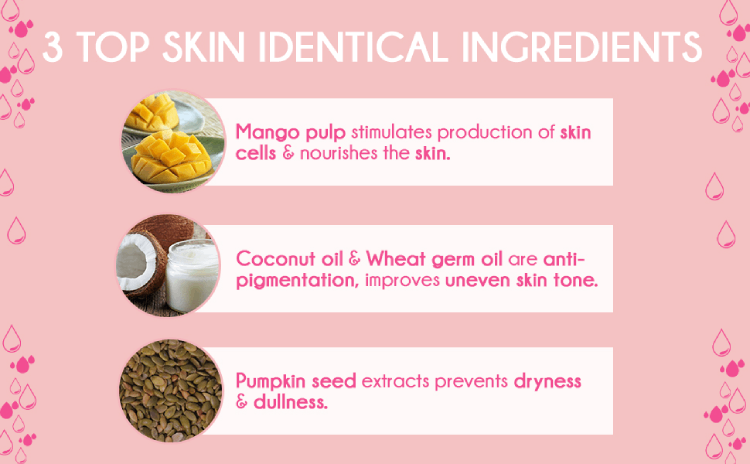 3 TOP SKIN IDENTICAL INGREDIENTS
Mango pulp stimulates production of skin
cells & nourishes the skin.
Coconut oil & Wheat germ oil are anti-
pigmentation, improves uneven skin tone.
Pumpkin seed extracts prevents dryness
& dullness.